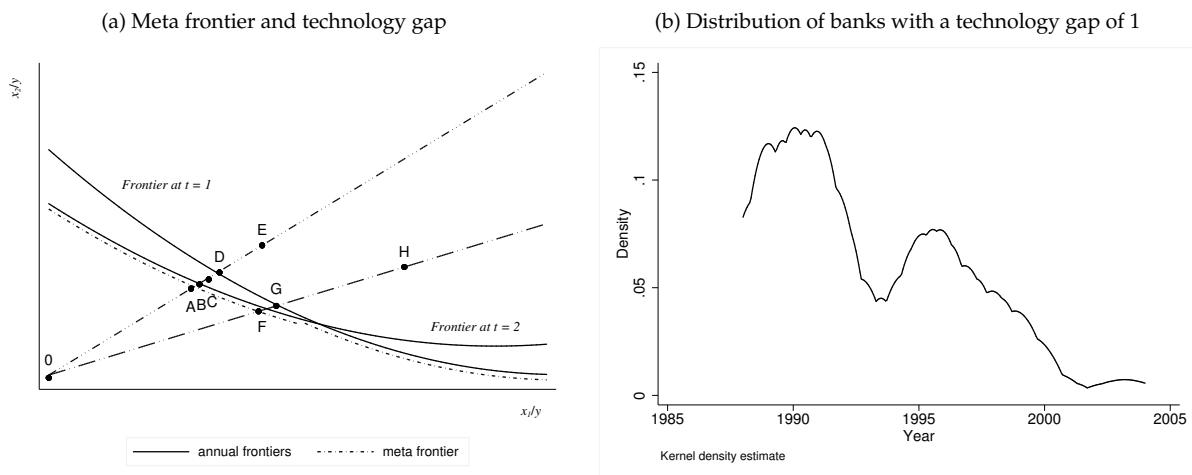 (a) Meta frontier and technology gap
x₂/y
Frontier at t = 1
E
D
H
A B C
G
F
Frontier at t = 2
0
x₁/y
annual frontiers
meta frontier
(b) Distribution of banks with a technology gap of 1
.15
.1
.05
0
Density
1985
1990
1995
2000
2005
Year
Kernel density estimate